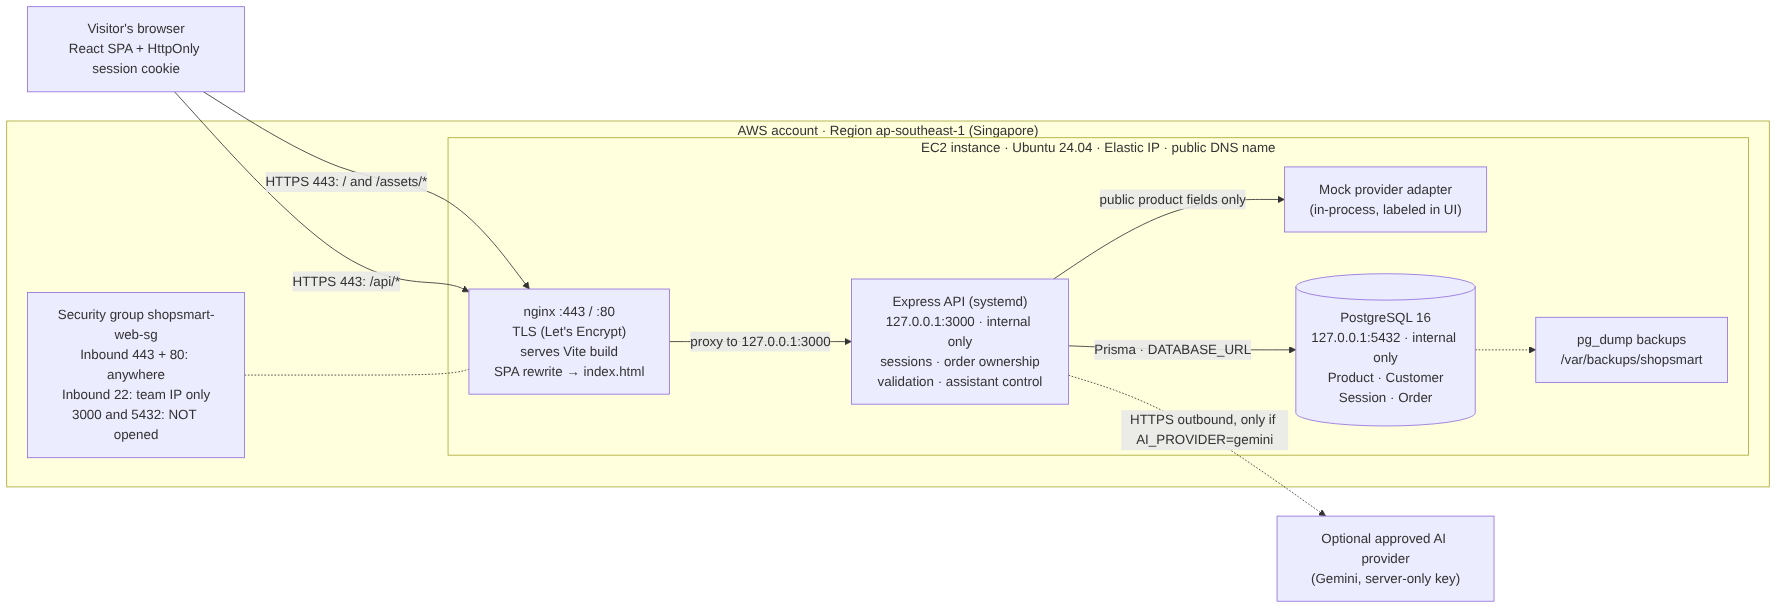 Visitor's browser
React SPA + HttpOnly
session cookie
AWS account · Region ap-southeast-1 (Singapore)
EC2 instance · Ubuntu 24.04 · Elastic IP · public DNS name
HTTPS 443: / and /assets/*
HTTPS 443: /api/*
Security group shopsmart-
web-sg
Inbound 443 + 80:
anywhere
Inbound 22: team IP only
3000 and 5432: NOT
opened
nginx :443 / :80
TLS (Let's Encrypt)
serves Vite build
SPA rewrite → index.html
proxy to 127.0.0.1:3000
Express API (systemd)
127.0.0.1:3000 · internal
only
sessions · order ownership
validation · assistant control
public product fields only
Mock provider adapter
(in-process, labeled in UI)
Prisma · DATABASE_URL
PostgreSQL 16
127.0.0.1:5432 · internal
only
Product · Customer
Session · Order
pg_dump backups
/var/backups/shopsmart
HTTPS outbound, only if
AI_PROVIDER=gemini
Optional approved AI
provider
(Gemini, server-only key)